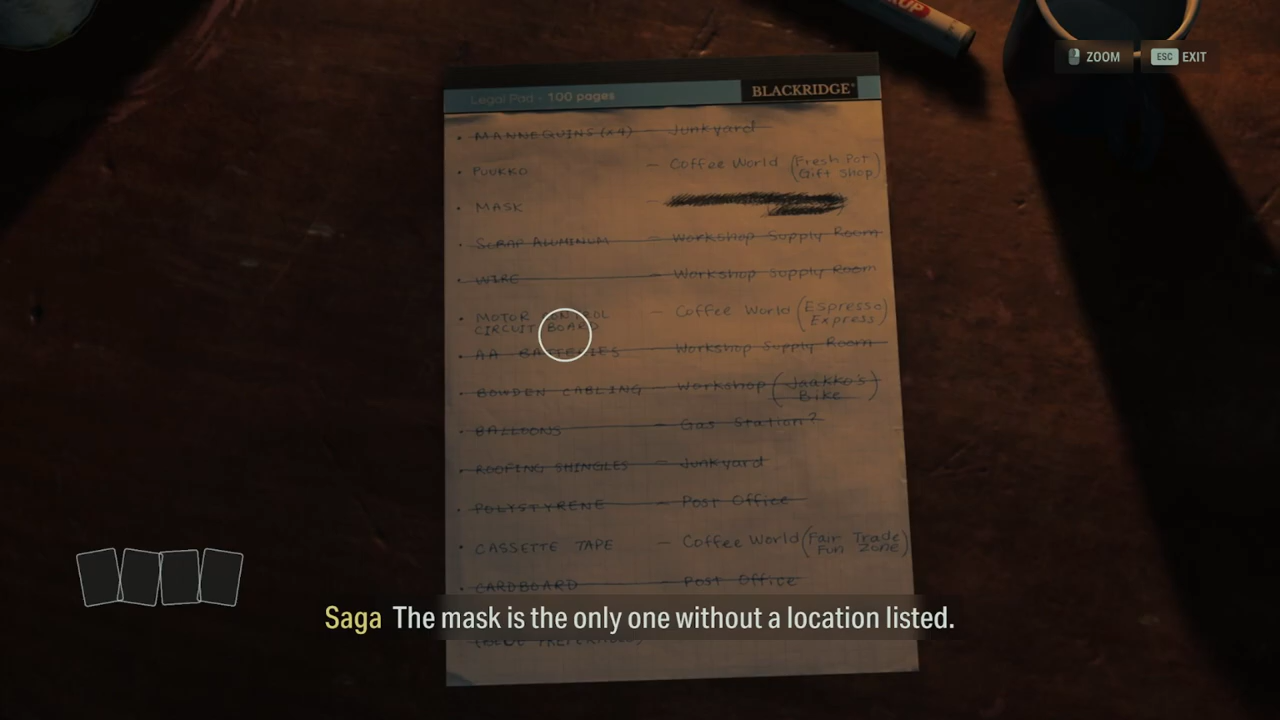 MARKUP
ZOOM
ESC EXIT
Legal Pad - 100 pages
BLACKRIDGE
• MANNEQUINS (x4) — Junkyard
• PUUKKO — Coffee World (Fresh Pot
Gift Shop)
• MASK —
• SCRAP ALUMINUM — Workshop Supply Room
• WIRE — Workshop Supply Room
• MOTOR CONTROL — Coffee World (Espresso
CIRCUIT BOARD Express)
• AA BATTERIES — Workshop Supply Room
• BOWDEN CABLING — Workshop (Jaakko's
Bike)
• BALLOONS — Gas Station?
• ROOFING SHINGLES — Junkyard
• POLYSTYRENE — Post Office
• CASSETTE TAPE — Coffee World (Fair Trade
Fun Zone)
• CARDBOARD — Post Office
Saga The mask is the only one without a location listed.